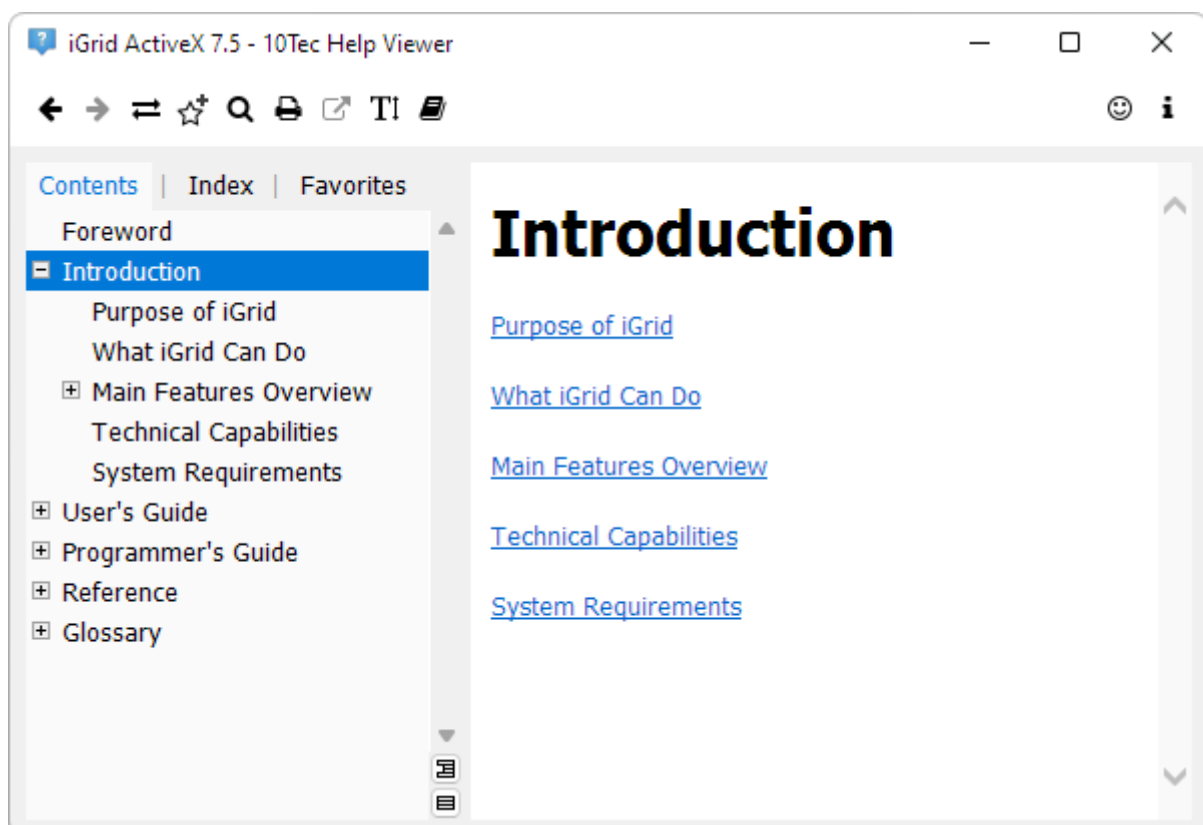 iGrid ActiveX 7.5 - 10Tec Help Viewer
Contents | Index | Favorites
Foreword
Introduction
Purpose of iGrid
What iGrid Can Do
Main Features Overview
Technical Capabilities
System Requirements
User's Guide
Programmer's Guide
Reference
Glossary
Introduction
Purpose of iGrid
What iGrid Can Do
Main Features Overview
Technical Capabilities
System Requirements